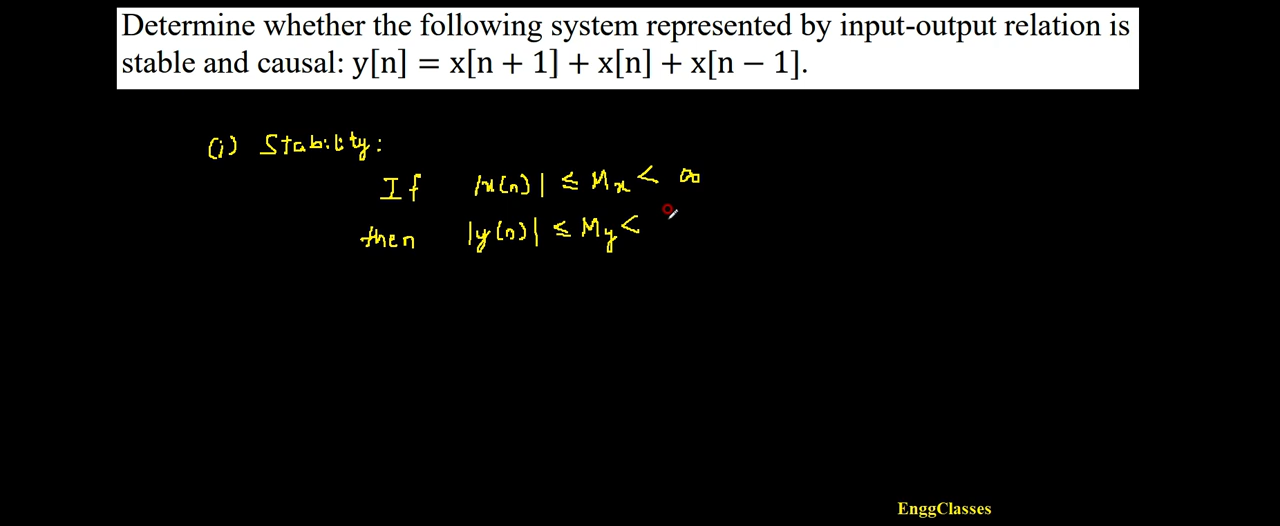 Determine whether the following system represented by input-output relation is
stable and causal: y[n] = x[n + 1] + x[n] + x[n − 1].
(i) Stability:
If |x(n)| ≤ Mx < ∞
then |y(n)| ≤ My <
EnggClasses